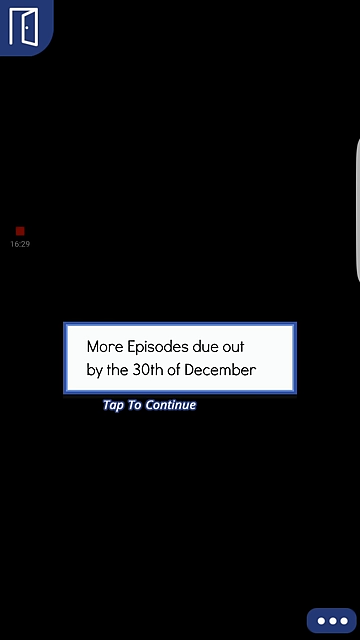 16:29
More Episodes due out
by the 30th of December
Tap To Continue